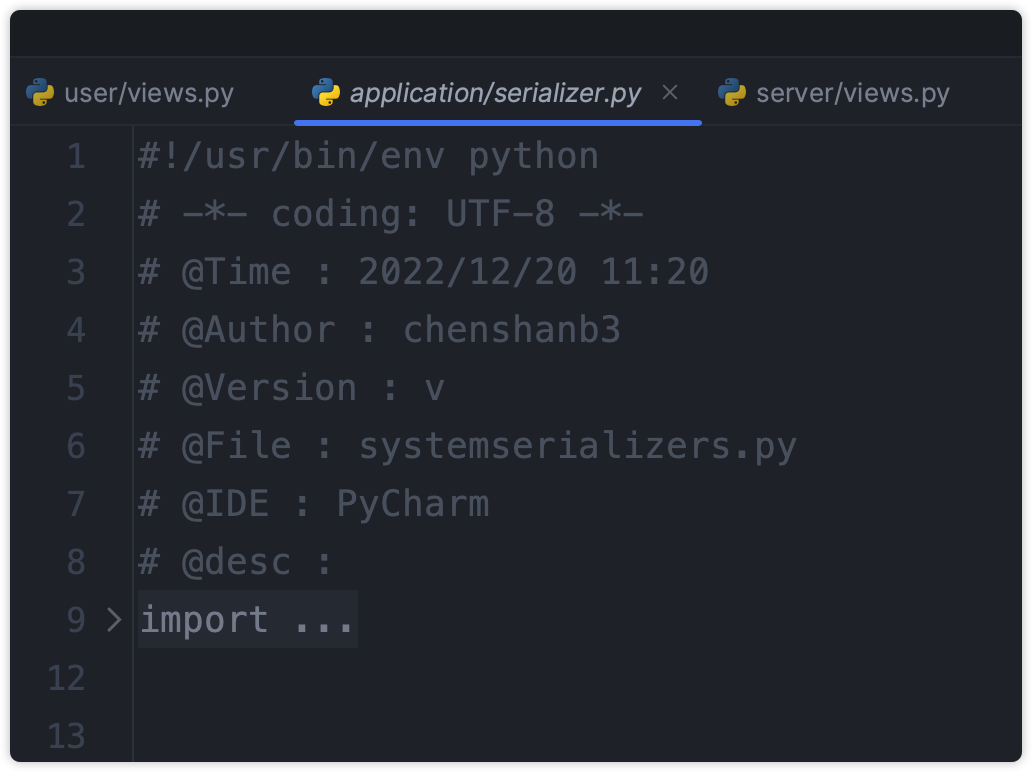 user/views.py application/serializer.py × server/views.py
1 #!/usr/bin/env python
2 # -*- coding: UTF-8 -*-
3 # @Time : 2022/12/20 11:20
4 # @Author : chenshanb3
5 # @Version : v
6 # @File : systemserializers.py
7 # @IDE : PyCharm
8 # @desc :
9 import ...
12
13